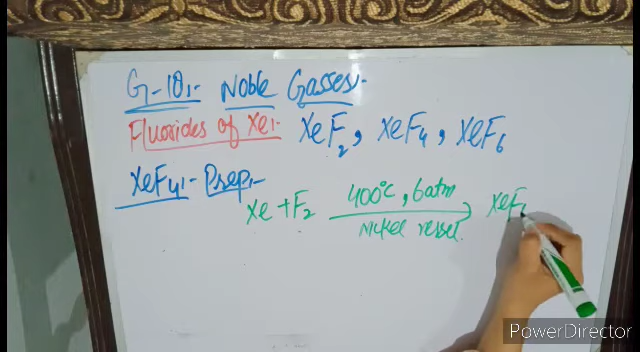 G-18:- Noble Gasses:-
Fluorides of Xe:- XeF2, XeF4, XeF6
XeF4:- Prep:-
400°C, 6atm
Xe + F2 → XeF
Nickel vessel
PowerDirector